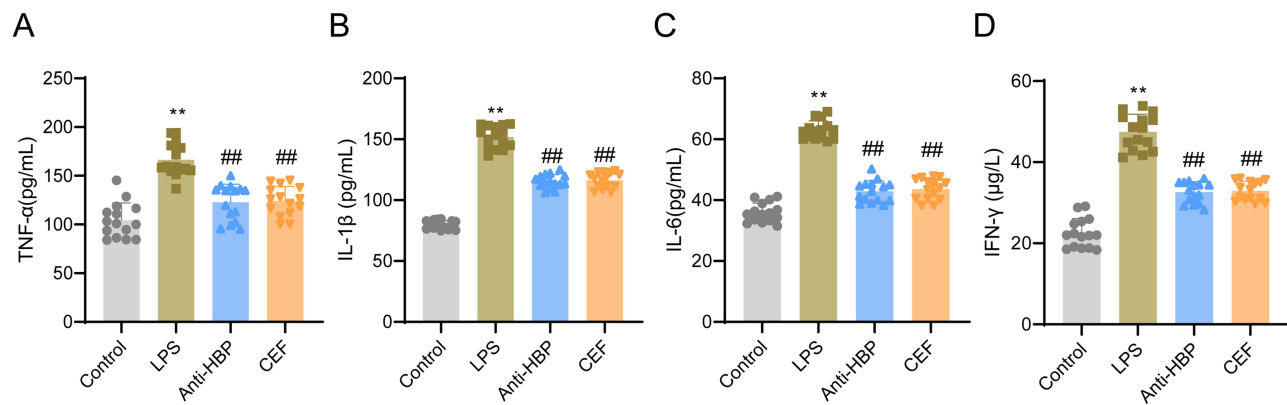 A
TNF-α(pg/mL)
250
200
150
100
50
0
**
##
##
Control
LPS
Anti-HBP
CEF
B
IL-1β (pg/mL)
200
150
100
50
0
**
##
##
Control
LPS
Anti-HBP
CEF
C
IL-6(pg/mL)
80
60
40
20
0
**
##
##
Control
LPS
Anti-HBP
CEF
D
IFN-γ (μg/L)
60
40
20
0
**
##
##
Control
LPS
Anti-HBP
CEF